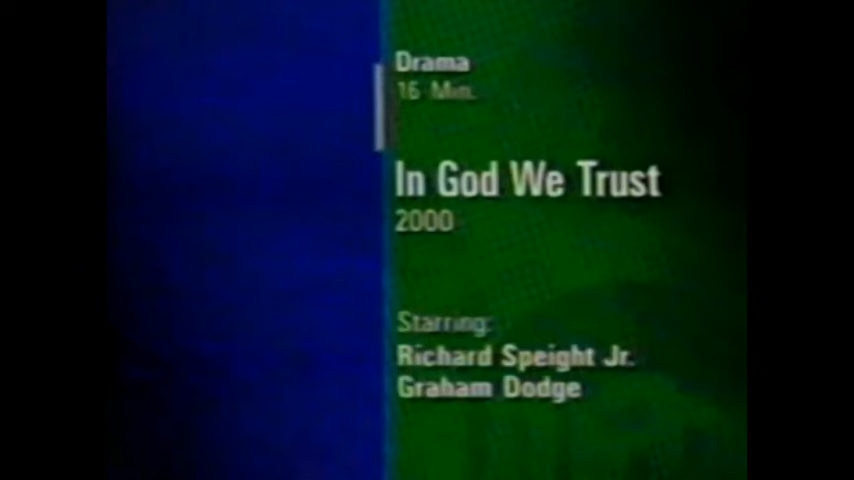 Drama
16 Min.
In God We Trust
2000
Starring:
Richard Speight Jr.
Graham Dodge